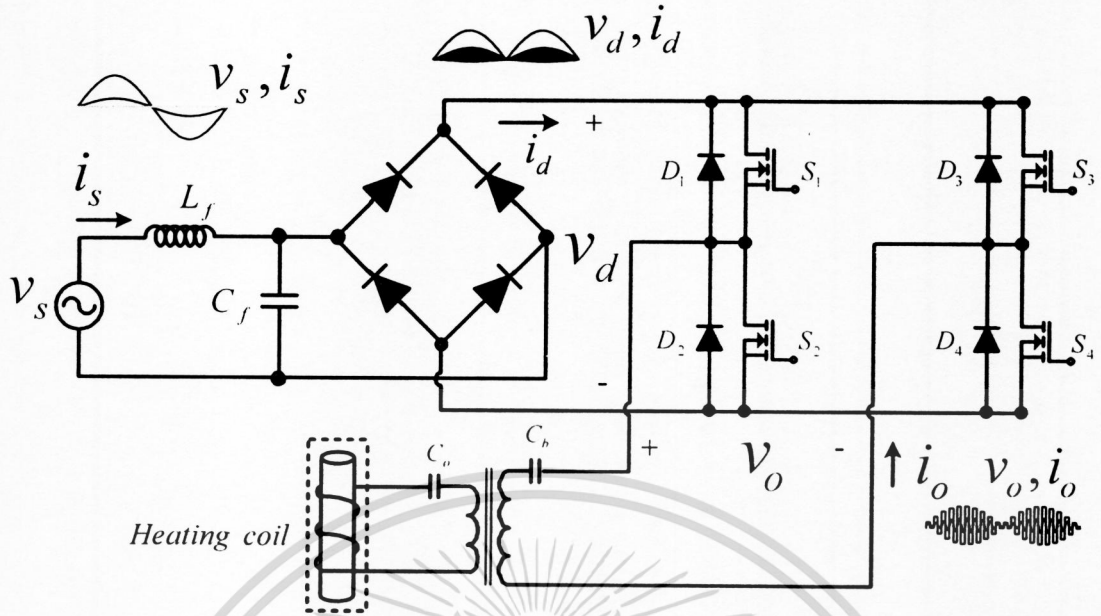 v_d, i_d
v_s, i_s
i_d
+
D_1
S_1
D_3
S_3
i_s
L_f
v_s
C_f
v_d
D_2
S_2
D_4
S_4
-
C_o
C_b
+
v_o
-
i_o
v_o, i_o
Heating coil